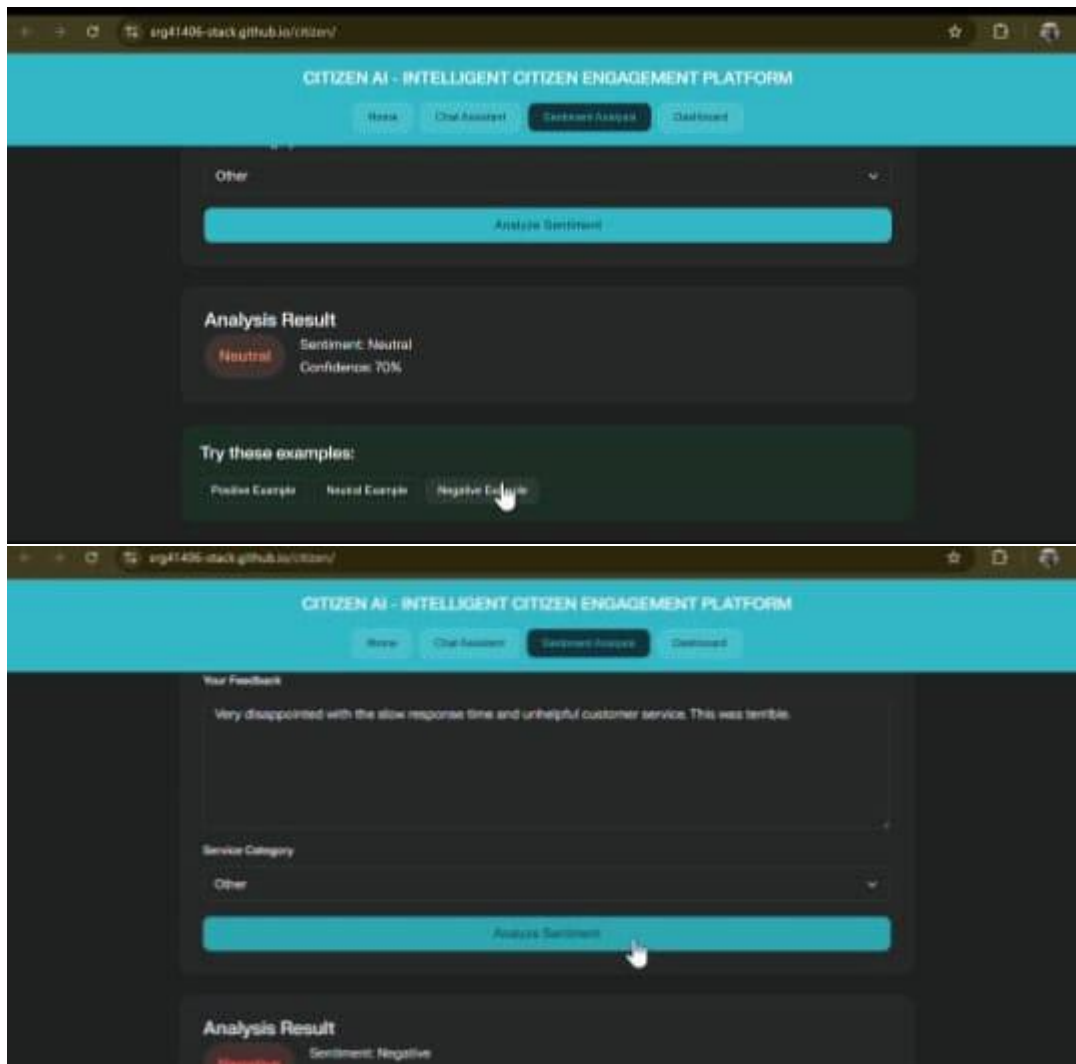 srg41406-stack.github.io/citizen/
CITIZEN AI - INTELLIGENT CITIZEN ENGAGEMENT PLATFORM
Home Chat Assistant Sentiment Analysis Dashboard
Other
Analyze Sentiment
Analysis Result
Neutral
Sentiment: Neutral
Confidence: 70%
Try these examples:
Positive Example Neutral Example Negative Example
srg41406-stack.github.io/citizen/
CITIZEN AI - INTELLIGENT CITIZEN ENGAGEMENT PLATFORM
Home Chat Assistant Sentiment Analysis Dashboard
Your Feedback
Very disappointed with the slow response time and unhelpful customer service. This was terrible.
Service Category
Other
Analyze Sentiment
Analysis Result
Sentiment: Negative
Negative